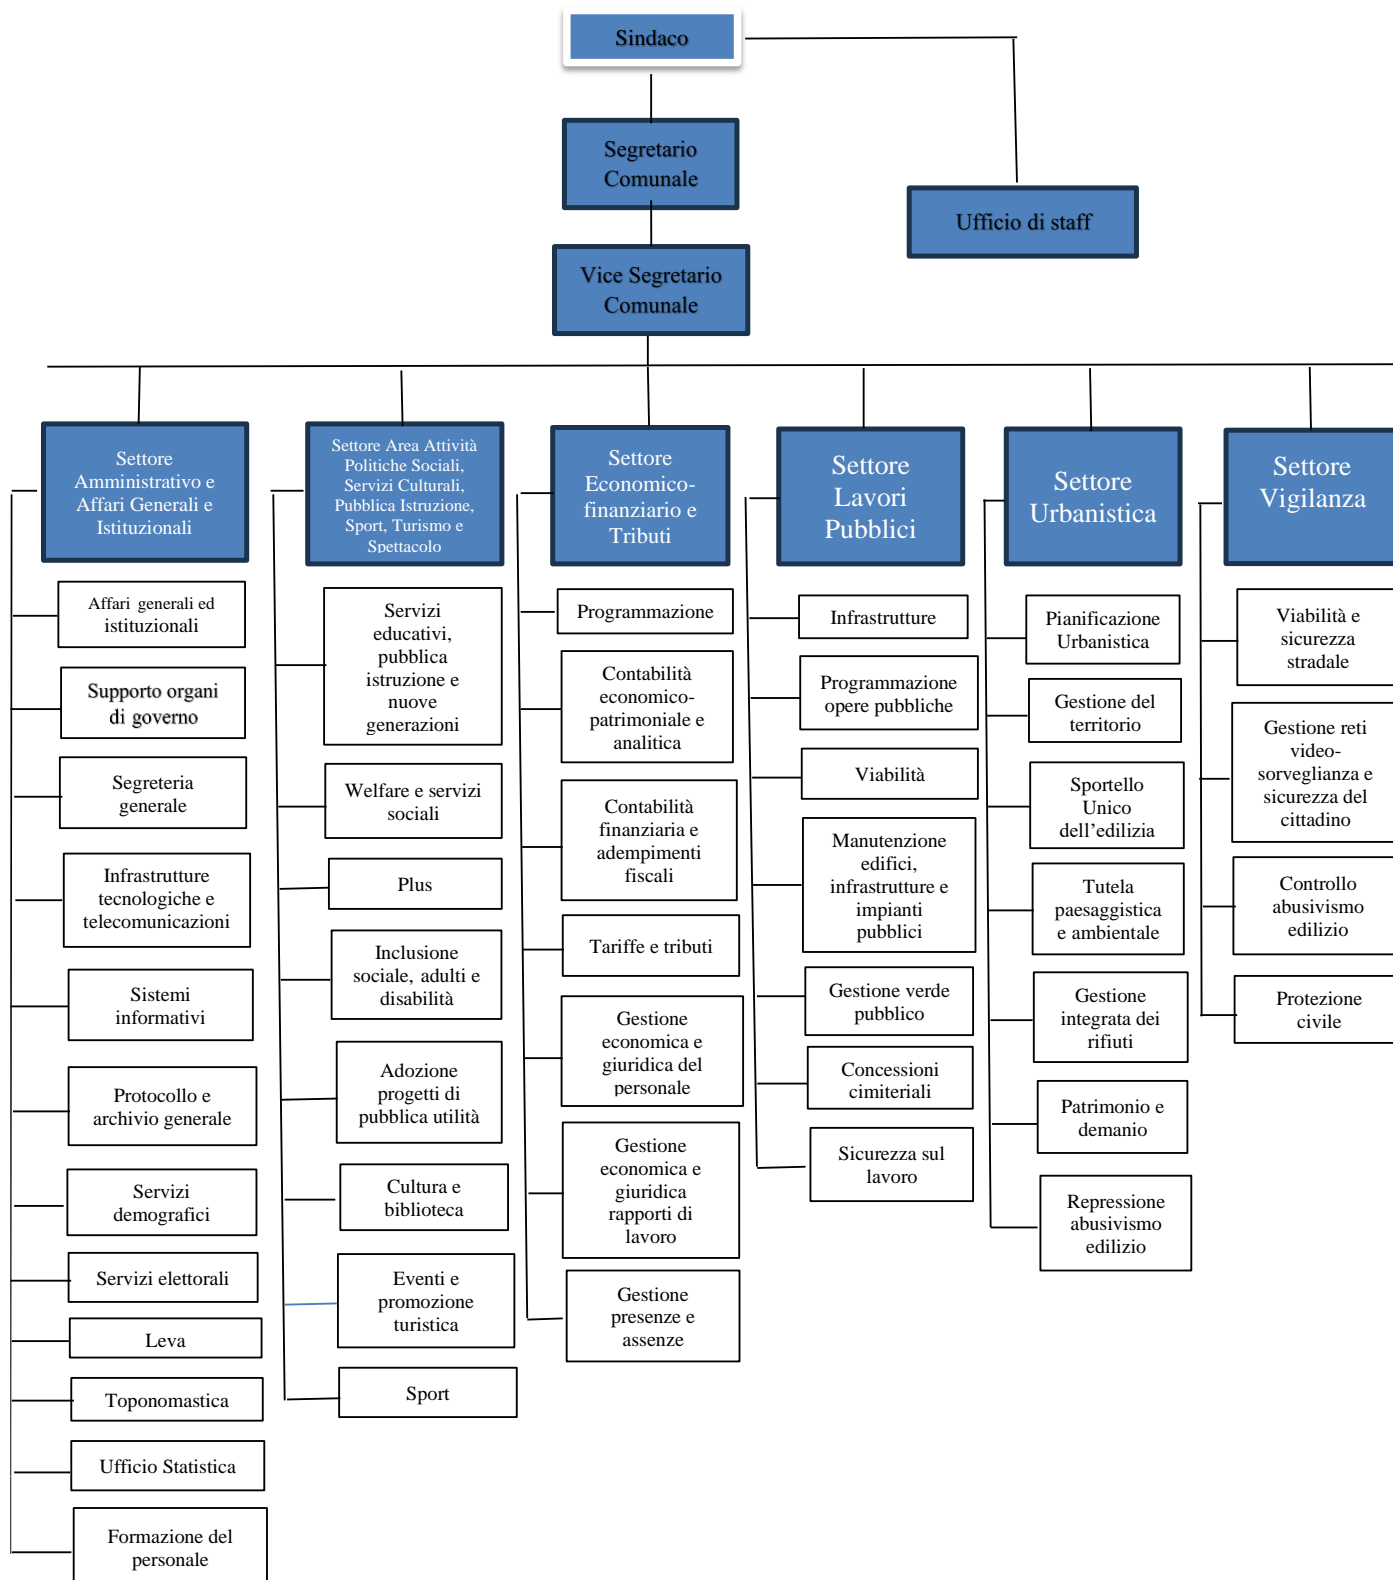 Sindaco
Segretario
Comunale
Ufficio di staff
Vice Segretario
Comunale
Settore
Amministrativo e
Affari Generali e
Istituzionali
Affari generali ed
istituzionali
Supporto organi
di governo
Segreteria
generale
Infrastrutture
tecnologiche e
telecomunicazioni
Sistemi
informativi
Protocollo e
archivio generale
Servizi
demografici
Servizi elettorali
Leva
Toponomastica
Ufficio Statistica
Formazione del
personale
Settore Area Attività
Politiche Sociali,
Servizi Culturali,
Pubblica Istruzione,
Sport, Turismo e
Spettacolo
Servizi
educativi,
pubblica
istruzione e
nuove
generazioni
Welfare e servizi
sociali
Plus
Inclusione
sociale, adulti e
disabilità
Adozione
progetti di
pubblica utilità
Cultura e
biblioteca
Eventi e
promozione
turistica
Sport
Settore
Economico-
finanziario e
Tributi
Programmazione
Contabilità
economico-
patrimoniale e
analitica
Contabilità
finanziaria e
adempimenti
fiscali
Tariffe e tributi
Gestione
economica e
giuridica del
personale
Gestione
economica e
giuridica
rapporti di
lavoro
Gestione
presenze e
assenze
Settore
Lavori
Pubblici
Infrastrutture
Programmazione
opere pubbliche
Viabilità
Manutenzione
edifici,
infrastrutture e
impianti
pubblici
Gestione verde
pubblico
Concessioni
cimiteriali
Sicurezza sul
lavoro
Settore
Urbanistica
Pianificazione
Urbanistica
Gestione del
territorio
Sportello
Unico
dell’edilizia
Tutela
paesaggistica
e ambientale
Gestione
integrata dei
rifiuti
Patrimonio e
demanio
Repressione
abusivismo
edilizio
Settore
Vigilanza
Viabilità e
sicurezza
stradale
Gestione reti
video-
sorveglianza e
sicurezza del
cittadino
Controllo
abusivismo
edilizio
Protezione
civile